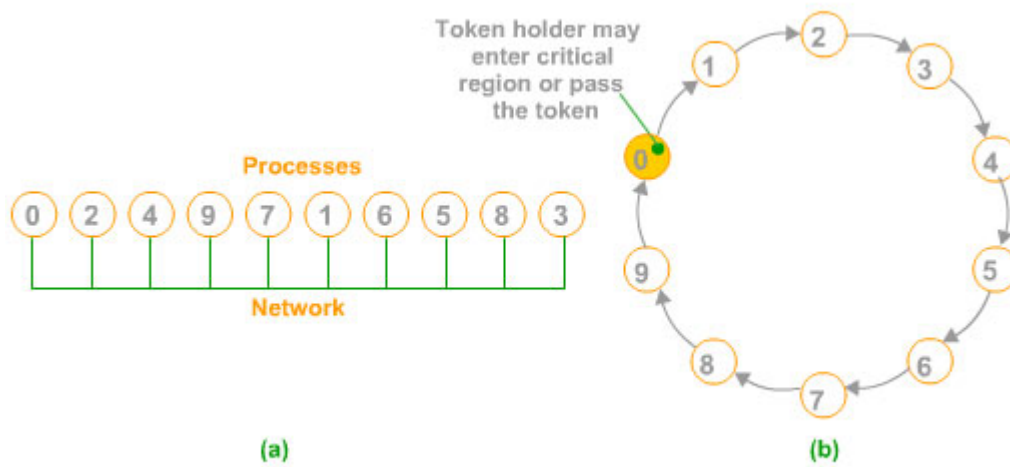 Token holder may
enter critical
region or pass
the token
Processes
0 2 4 9 7 1 6 5 8 3
Network
(a)
0
1
2
3
4
5
6
7
8
9
(b)